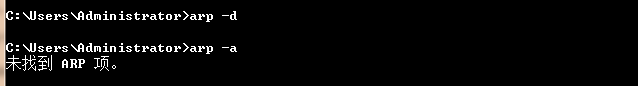 C:\Users\Administrator>arp -d
C:\Users\Administrator>arp -a
未找到 ARP 项。